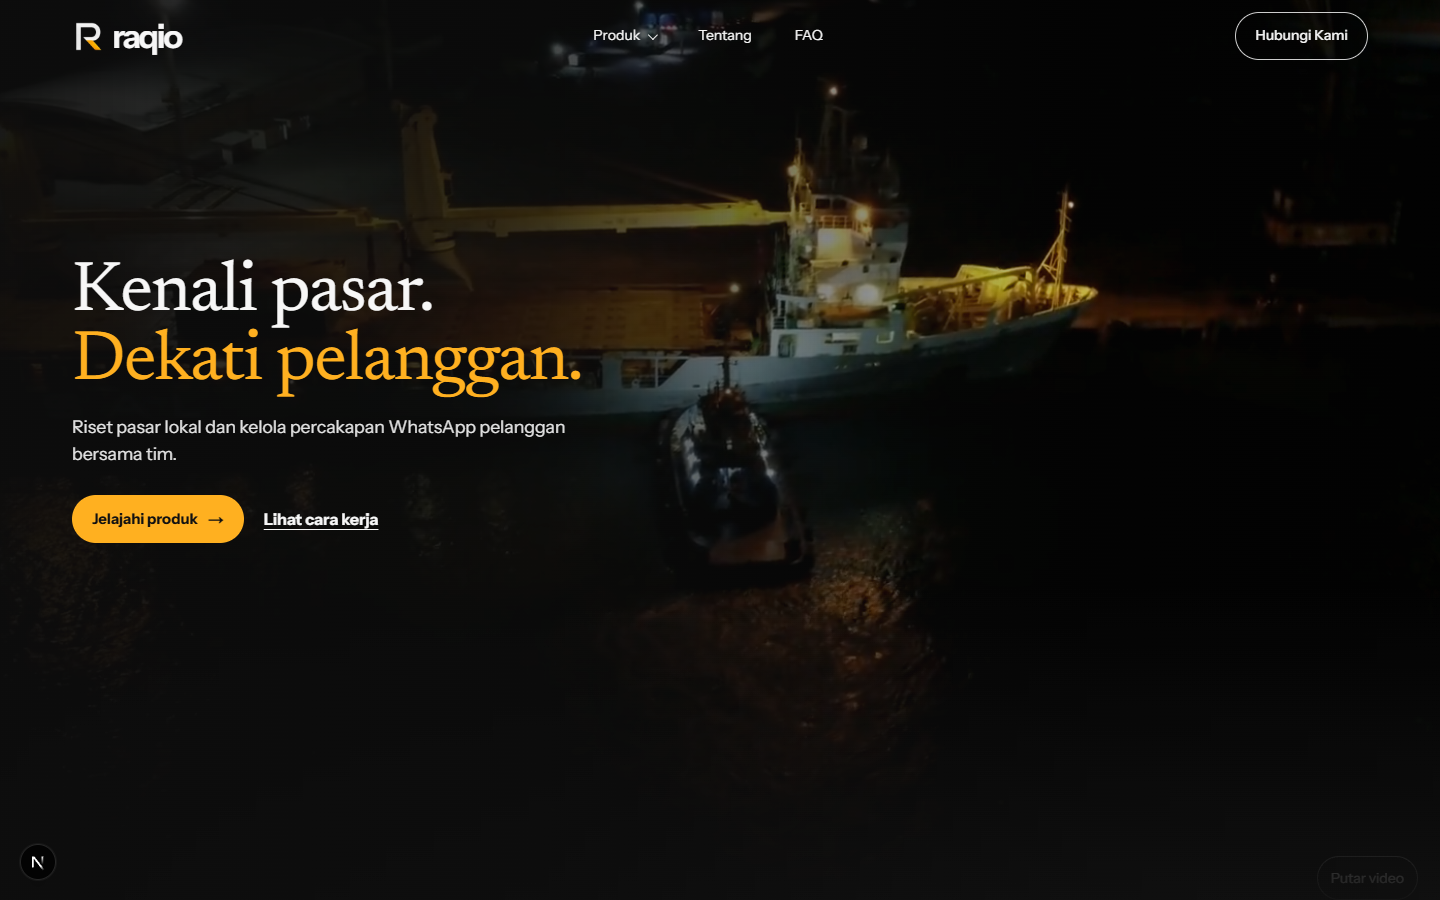 raqio
Produk
Tentang
FAQ
Hubungi Kami
Kenali pasar.
Dekati pelanggan.
Riset pasar lokal dan kelola percakapan WhatsApp pelanggan
bersama tim.
Jelajahi produk →
Lihat cara kerja
N
Putar video